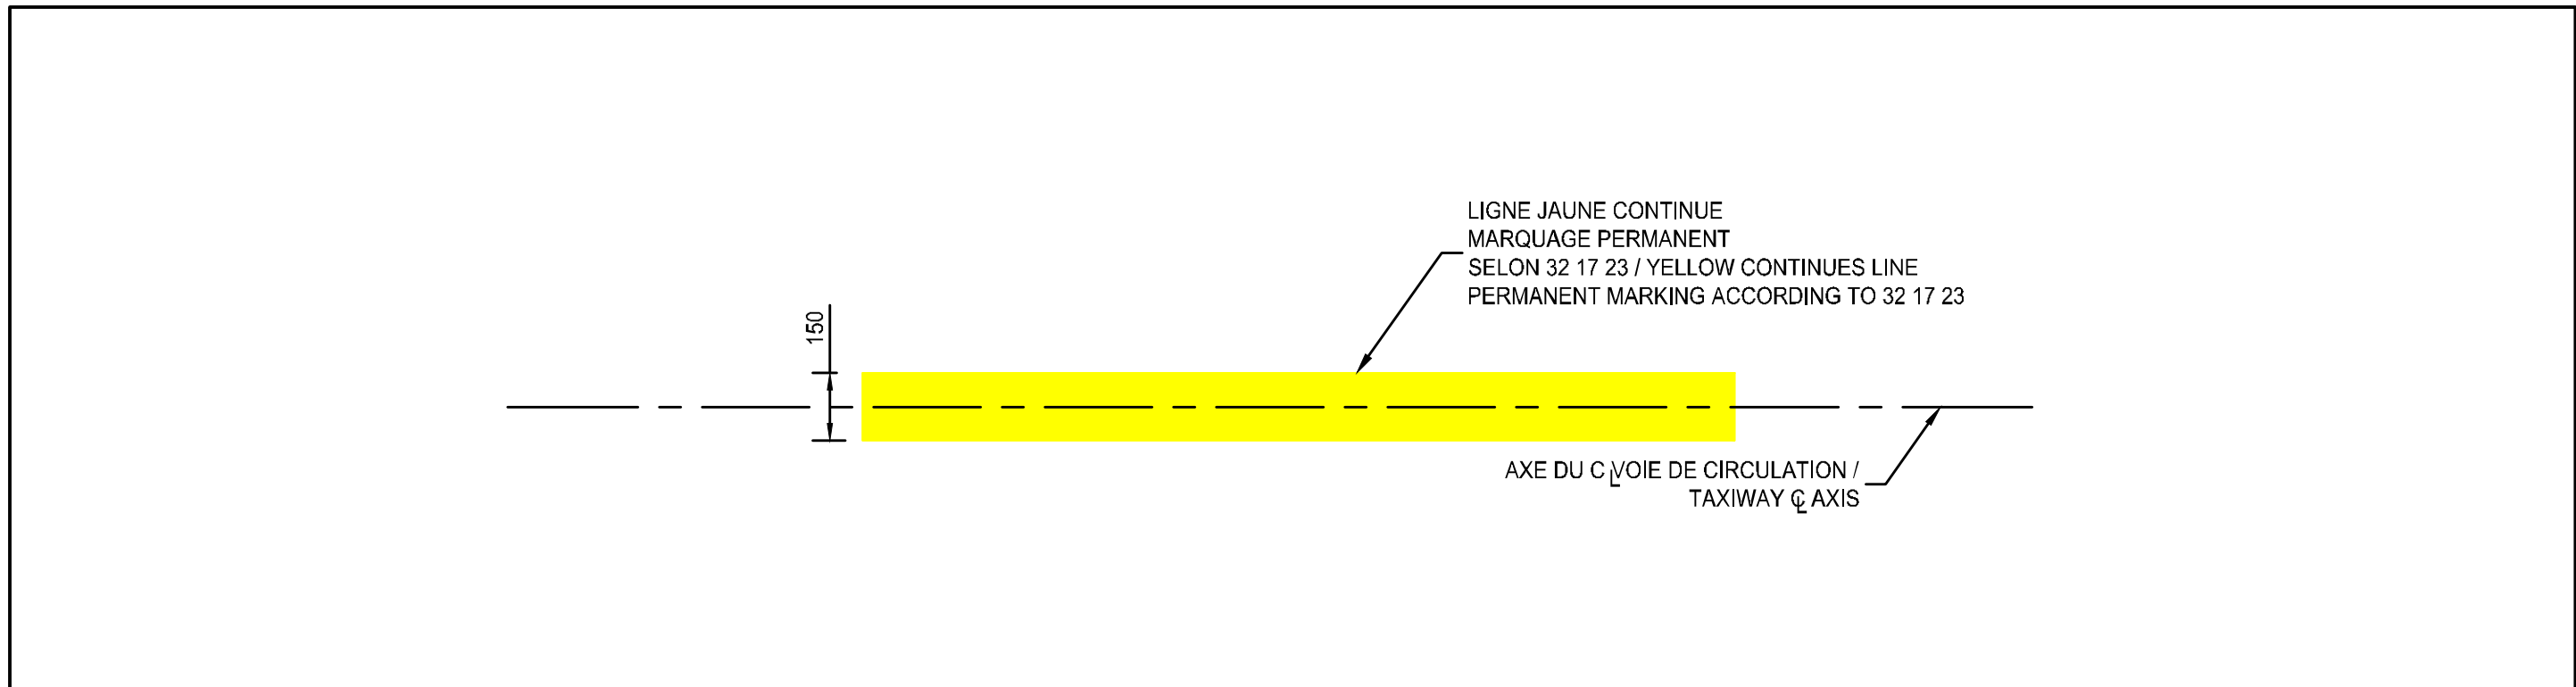 LIGNE JAUNE CONTINUE
MARQUAGE PERMANENT
SELON 32 17 23 / YELLOW CONTINUES LINE
PERMANENT MARKING ACCORDING TO 32 17 23
150
AXE DU C L VOIE DE CIRCULATION /
TAXIWAY ℄ AXIS